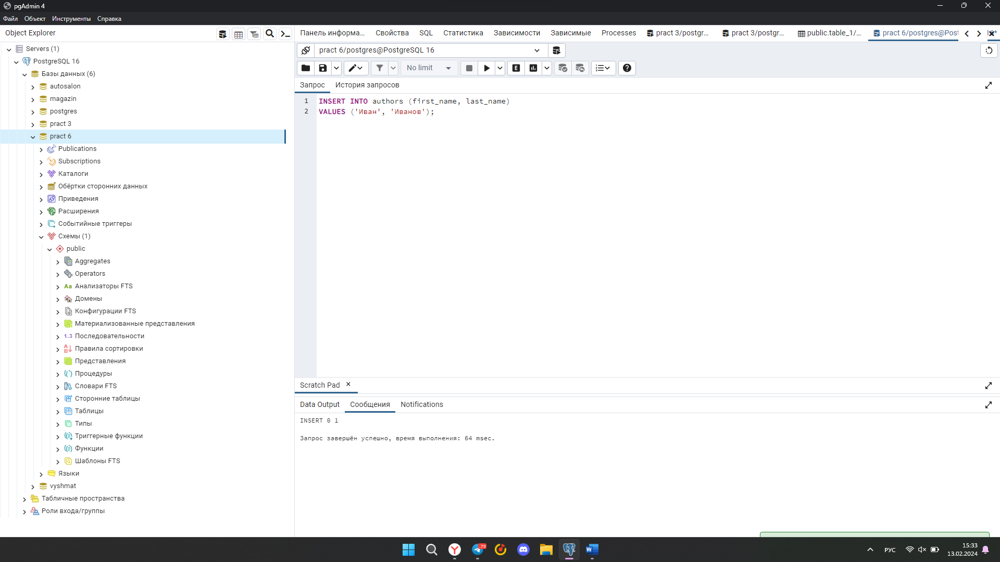 pgAdmin 4
Файл Объект Инструменты Справка
Object Explorer
Панель информа... Свойства SQL Статистика Зависимости Зависимые Processes pract 3/postgr... pract 3/postgr... public.table_1/... pract 6/postgres@Post
Servers (1)
PostgreSQL 16
Базы данных (6)
autosalon
magazin
postgres
pract 3
pract 6
Publications
Subscriptions
Каталоги
Обёртки сторонних данных
Приведения
Расширения
Событийные триггеры
Схемы (1)
public
Aggregates
Operators
Aa Анализаторы FTS
Домены
Конфигурации FTS
Материализованные представления
1..3 Последовательности
Правила сортировки
Представления
Процедуры
Словари FTS
Сторонние таблицы
Таблицы
Типы
Триггерные функции
Функции
Шаблоны FTS
Языки
vyshmat
Табличные пространства
Роли входа/группы
pract 6/postgres@PostgreSQL 16
No limit
E
Запрос История запросов
1 INSERT INTO authors (first_name, last_name)
2 VALUES ('Иван', 'Иванов');
Scratch Pad
Data Output Сообщения Notifications
INSERT 0 1
Запрос завершён успешно, время выполнения: 64 msec.
79
РУС
15:33
13.02.2024